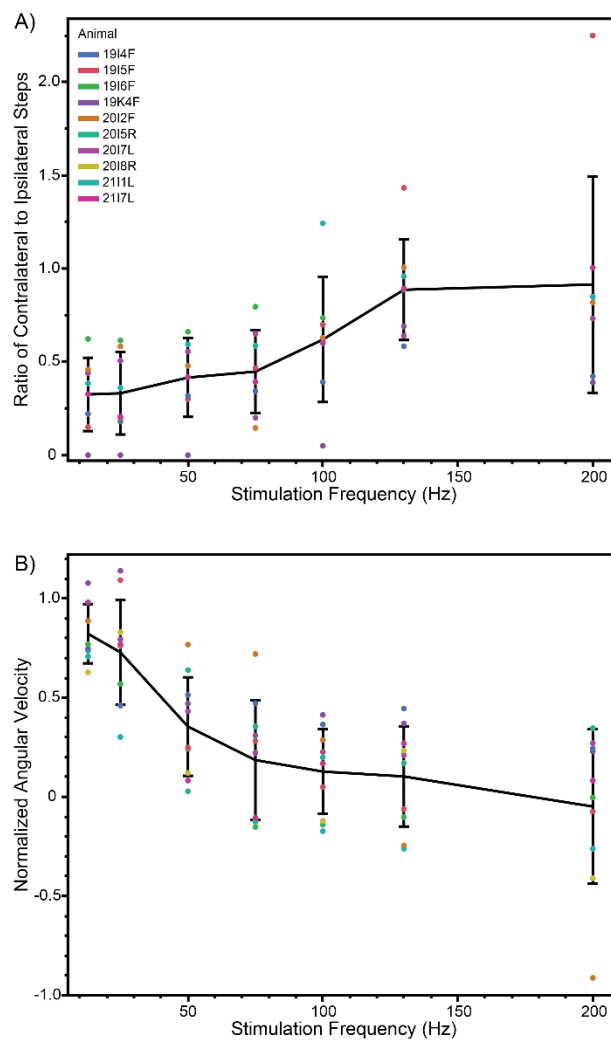 A)
Animal
19I4F
19I5F
19I6F
19K4F
20I2F
20I5R
20I7L
20I8R
21I1L
21I7L
Ratio of Contralateral to Ipsilateral Steps
2.0
1.5
1.0
0.5
0
50
100
150
200
Stimulation Frequency (Hz)
B)
Normalized Angular Velocity
1.0
0.5
0
-0.5
-1.0
50
100
150
200
Stimulation Frequency (Hz)